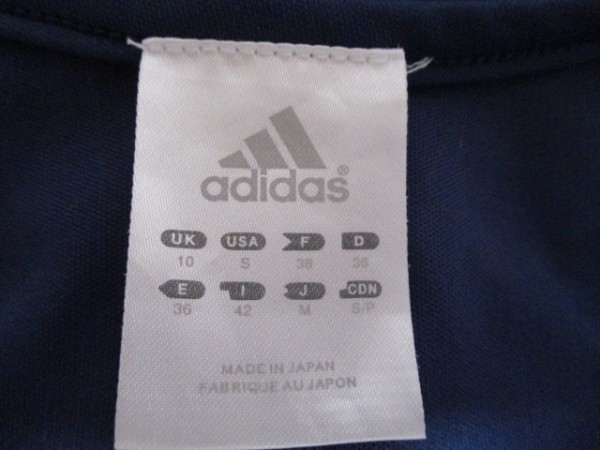 adidas®
UK USA F D
10 S 38 36
E I J CDN
36 42 M S/P
MADE IN JAPAN
FABRIQUE AU JAPON